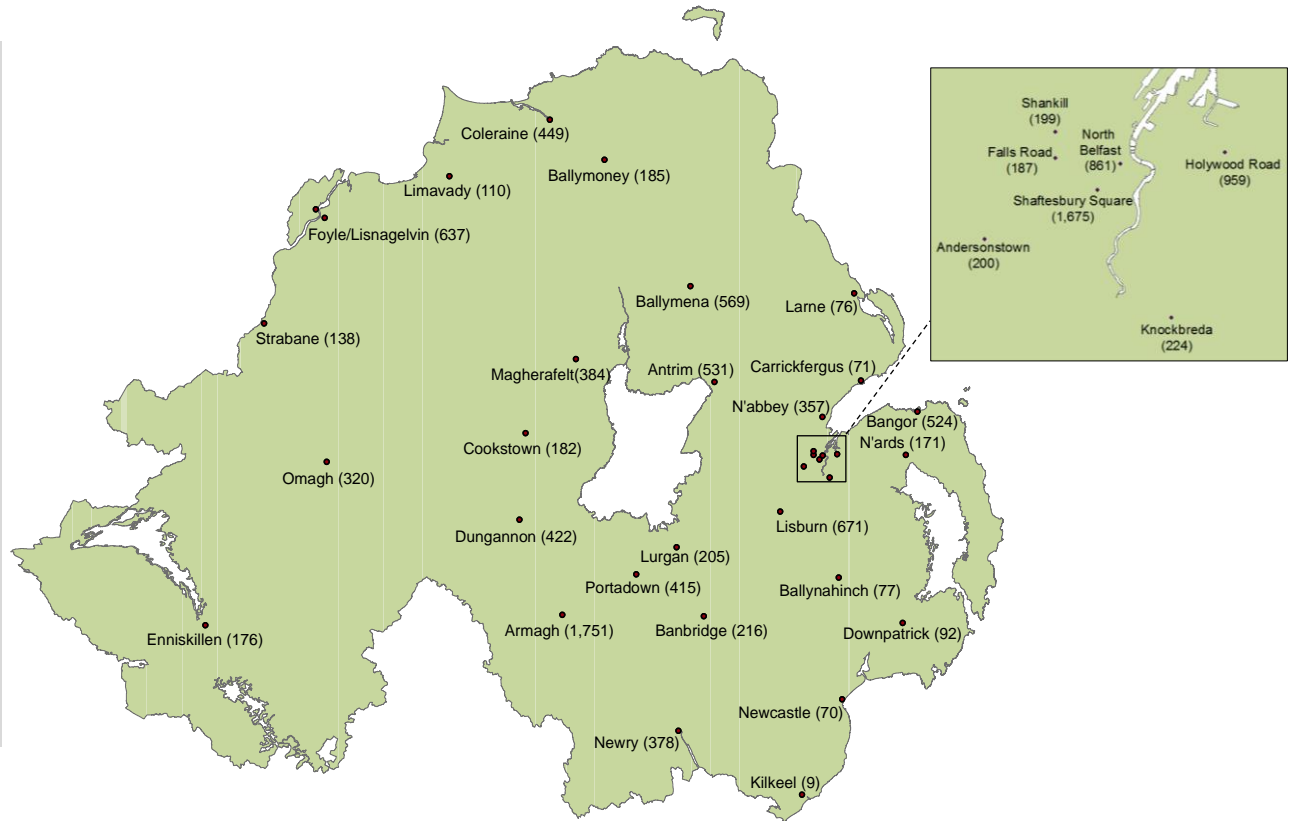 Coleraine (449)
Ballymoney (185)
Limavady (110)
Foyle/Lisnagelvin (637)
Ballymena (569)
Larne (76)
Strabane (138)
Magherafelt(384)
Antrim (531)
Carrickfergus (71)
N'abbey (357)
Bangor (524)
N'ards (171)
Cookstown (182)
Omagh (320)
Dungannon (422)
Lisburn (671)
Lurgan (205)
Portadown (415)
Ballynahinch (77)
Armagh (1,751)
Banbridge (216)
Downpatrick (92)
Enniskillen (176)
Newcastle (70)
Newry (378)
Kilkeel (9)
Shankill
(199)
North
Belfast
(861)
Falls Road
(187)
Holywood Road
(959)
Shaftesbury Square
(1,675)
Andersonstown
(200)
Knockbreda
(224)